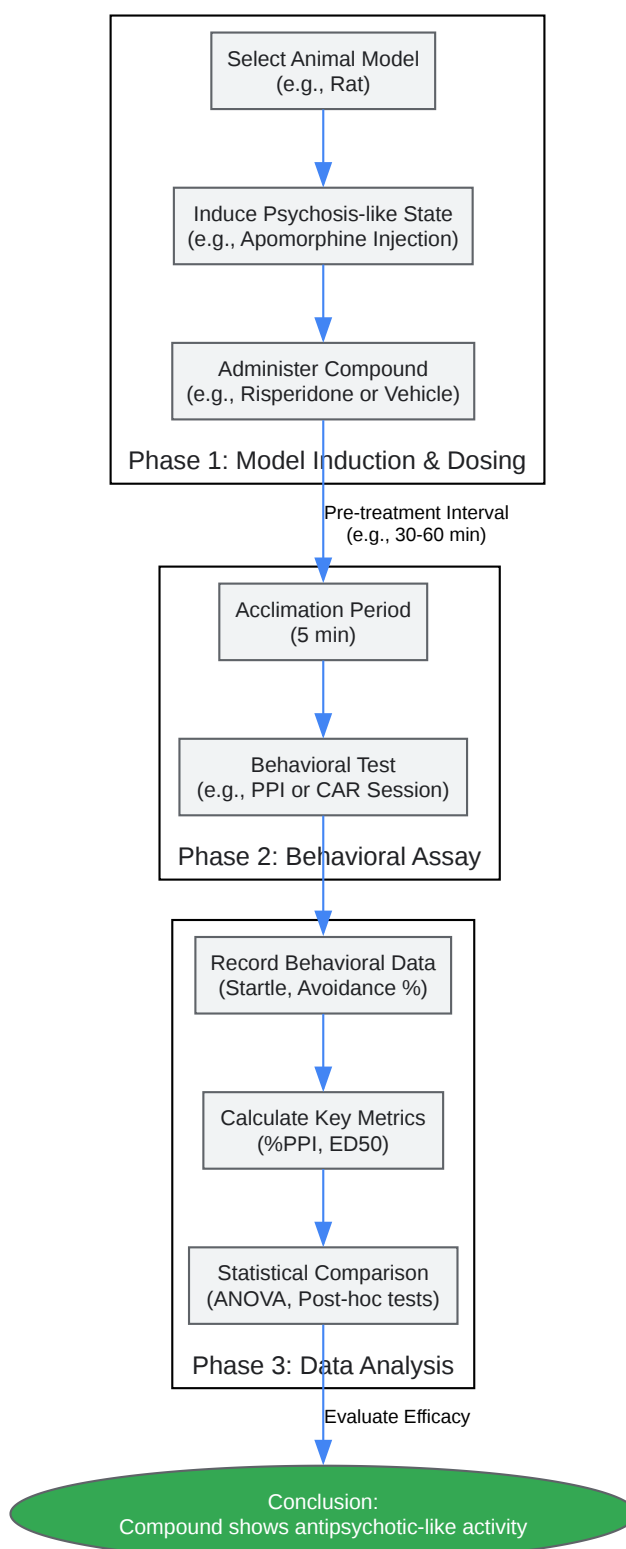 Select Animal Model
(e.g., Rat)
Induce Psychosis-like State
(e.g., Apomorphine Injection)
Administer Compound
(e.g., Risperidone or Vehicle)
Phase 1: Model Induction & Dosing
Pre-treatment Interval
(e.g., 30-60 min)
Acclimation Period
(5 min)
Behavioral Test
(e.g., PPI or CAR Session)
Phase 2: Behavioral Assay
Record Behavioral Data
(Startle, Avoidance %)
Calculate Key Metrics
(%PPI, ED50)
Statistical Comparison
(ANOVA, Post-hoc tests)
Phase 3: Data Analysis
Evaluate Efficacy
Conclusion:
Compound shows antipsychotic-like activity